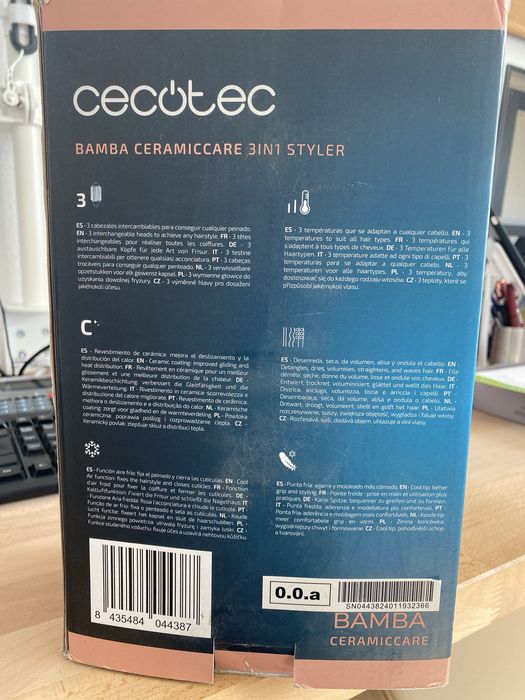 cecotec
BAMBA CERAMICCARE 3IN1 STYLER
3
ES - 3 cabezales intercambiables para conseguir cualquier peinado.
EN - 3 interchangeable heads to achieve any hairstyle. FR - 3 têtes
interchangeables pour réaliser toutes les coiffures. DE - 3
austauschbare Köpfe für jede Art von Frisur. IT - 3 testine
intercambiabili per ottenere qualsiasi acconciatura. PT - 3 cabeças
trocáveis para conseguir qualquer penteado. NL - 3 verwisselbare
opzetstukken voor elk gewenst kapsel. PL - 3 wymienne głowice do
uzyskania dowolnej fryzury. CZ - 3 výměnné hlavy pro dosažení
jakéhokoli účesu.
ES - 3 temperaturas que se adaptan a cualquier cabello. EN - 3
temperatures to suit all hair types. FR - 3 températures qui
s'adaptent à tous types de cheveux. DE - 3 Temperaturen für alle
Haartypen. IT - 3 temperature adatte ad ogni tipo di capelli. PT - 3
temperaturas para se adaptar a qualquer cabelo. NL - 3
temperaturen voor alle haartypes. PL - 3 temperatury, aby
dostosować się do każdego rodzaju włosów. CZ - 3 teploty, které se
přizpůsobí jakémukoli vlasu.
C+
ES - Revestimiento de cerámica: mejora el deslizamiento y la
distribución del calor. EN - Ceramic coating: improved gliding and
heat distribution. FR - Revêtement en céramique pour un meilleur
glissement et une meilleure distribution de la chaleur. DE -
Keramikbeschichtung: verbessert die Gleitfähigkeit und die
Wärmeverteilung. IT - Rivestimento in ceramica: scorrevolezza e
distribuzione del calore migliorate. PT - Revestimento de cerâmica:
melhora o deslizamento e a distribuição do calor. NL - Keramische
coating: zorgt voor gladheid en de warmteverdeling. PL - Powłoka
ceramiczna: poprawia poślizg i rozprowadzanie ciepła. CZ -
Keramický povlak: zlepšuje skluz a distribuci tepla.
ES - Desenreda, seca, da volumen, alisa y ondula el cabello. EN -
Detangles, dries, volumises, straightens, and waves hair. FR - Elle
démêle, sèche, donne du volume, lisse et ondule vos cheveux. DE -
Entwirrt, trocknet, voluminisiert, glättet und wellt das Haar. IT -
Districa, asciuga, volumizza, liscia e arriccia i capelli. PT -
Desembaraça, seca, dá volume, alisa e ondula o cabelo. NL -
Ontwart, droogt, volumeert, steilt en golft het haar. PL - Ułatwia
rozczesywanie, suszy, zwiększa objętość, wygładza i faluje włosy.
CZ - Rozčesává, suší, dodává objem, uhlazuje a vlní vlasy.
ES - Función aire frío: fija el peinado y cierra las cutículas. EN - Cool
Air function: fixes the hairstyle and closes cuticles. FR - Fonction
d'air froid pour fixer la coiffure et fermer les cuticules. DE -
Kaltluftfunktion: Fixiert die Frisur und schließt die Nagelhaut. IT
- Funzione Aria fredda: fissa l'acconciatura e chiude le cuticole. PT
- Função de ar frio: fixa o penteado e sela as cutículas. NL - Koude
lucht functie: fixeert het kapsel en sluit de haarschubben. PL -
Funkcja zimnego powietrza: utrwala fryzurę i zamyka łuski. CZ -
Funkce studeného vzduchu: fixuje účes a uzavírá nehtovou kůžičku.
ES - Punta fría: agarre y moldeado más cómodo. EN - Cool tip: better
grip and styling. FR - Pointe froide : prise en main et utilisation plus
pratiques. DE - Kalte Spitze: bequemer zu greifen und zu formen.
IT - Punta fredda: aderenza e modellatura più confortevoli. PT -
Ponta fria: aderência e moldagem mais confortáveis. NL - Koude tip:
meer comfortabele grip en vorm. PL - Zimna końcówka:
wygodniejszy chwyt i formowanie. CZ - Cool tip: pohodlnější úchop
a tvarování.
8 435484 044387
0.0.a
SN0443824011932366
BAMBA
CERAMICCARE